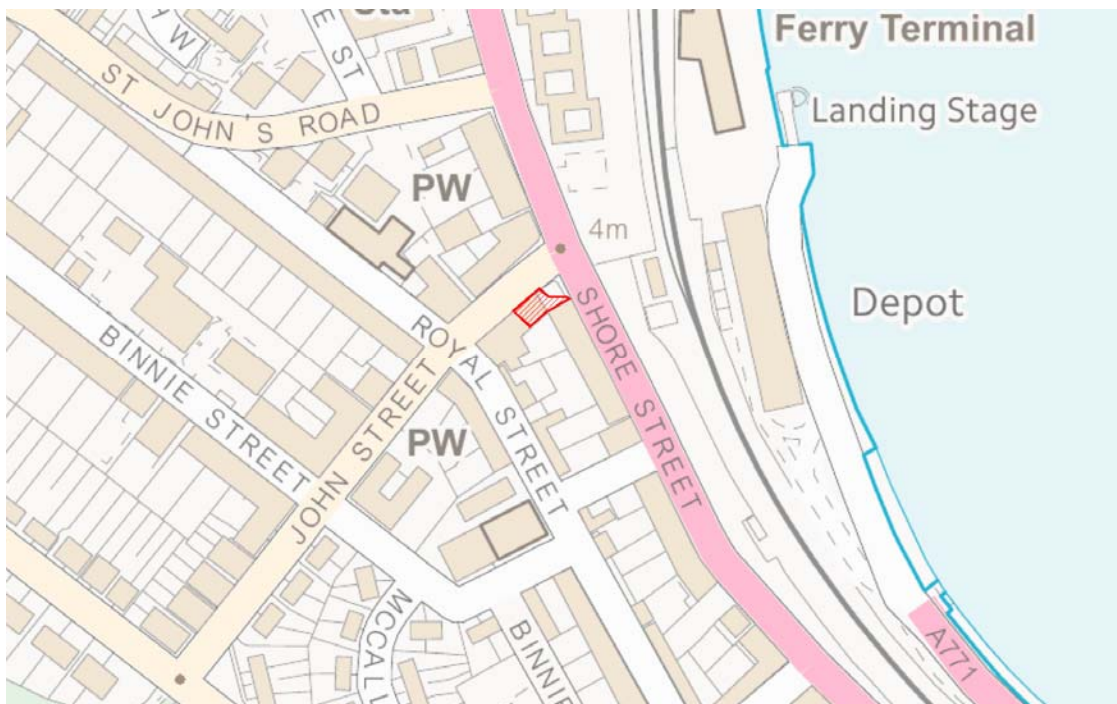 Sta
Ferry Terminal
Landing Stage
ST JOHN'S ROAD
PW
4m
Depot
SHORE STREET
ROYAL STREET
BINNIE STREET
JOHN STREET
PW
A771